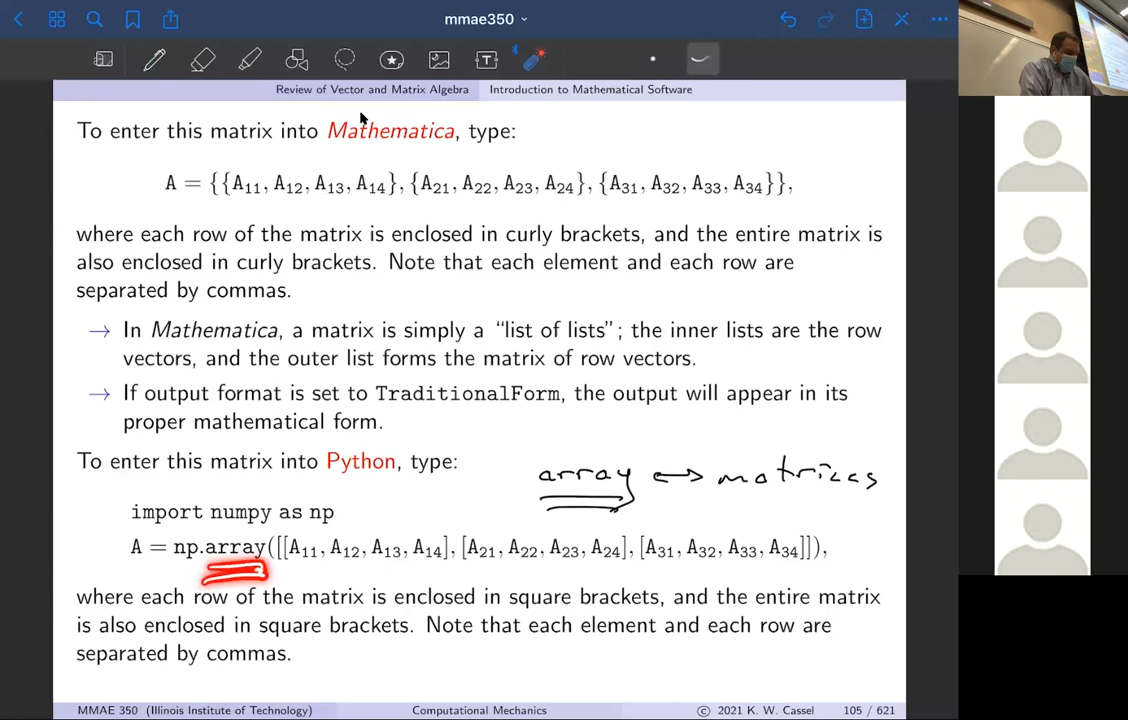 mmae350
Review of Vector and Matrix Algebra Introduction to Mathematical Software
To enter this matrix into Mathematica, type:
A = {{A₁₁, A₁₂, A₁₃, A₁₄}, {A₂₁, A₂₂, A₂₃, A₂₄}, {A₃₁, A₃₂, A₃₃, A₃₄}},
where each row of the matrix is enclosed in curly brackets, and the entire matrix is
also enclosed in curly brackets. Note that each element and each row are
separated by commas.
→ In Mathematica, a matrix is simply a “list of lists”; the inner lists are the row
vectors, and the outer list forms the matrix of row vectors.
→ If output format is set to TraditionalForm, the output will appear in its
proper mathematical form.
To enter this matrix into Python, type:
array ↔ matrices
import numpy as np
A = np.array([[A₁₁, A₁₂, A₁₃, A₁₄], [A₂₁, A₂₂, A₂₃, A₂₄], [A₃₁, A₃₂, A₃₃, A₃₄]]),
where each row of the matrix is enclosed in square brackets, and the entire matrix
is also enclosed in square brackets. Note that each element and each row are
separated by commas.
MMAE 350 (Illinois Institute of Technology) Computational Mechanics © 2021 K. W. Cassel 105 / 621